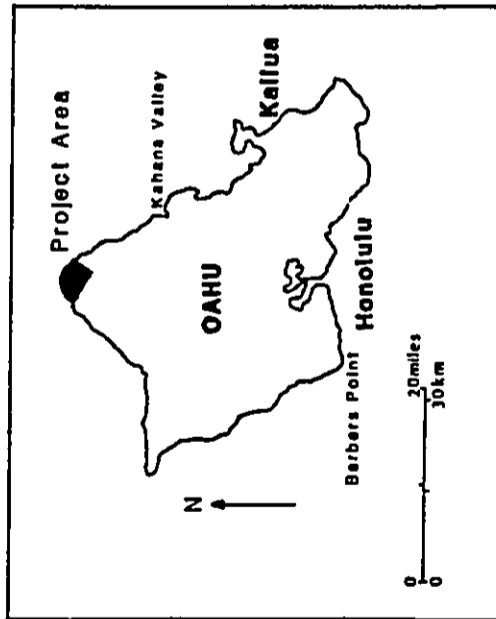 Project Area
Kahana Valley
Kailua
OAHU
Honolulu
Barbers Point
N
0 20miles
0 30km